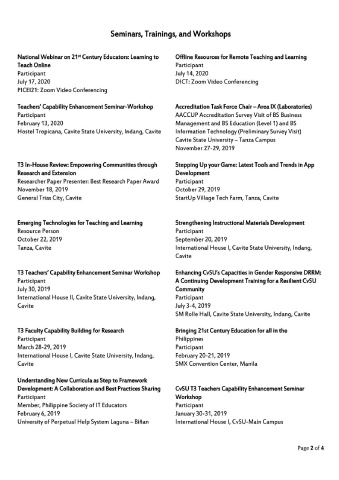 Seminars, Trainings, and Workshops
National Webinar on 21st Century Educators: Learning to
Teach Online
Participant
July 17, 2020
PICEI21: Zoom Video Conferencing
Teachers' Capability Enhancement Seminar-Workshop
Participant
February 13, 2020
Hostel Tropicana, Cavite State University, Indang, Cavite
T3 In-House Review: Empowering Communities through
Research and Extension
Researcher Paper Presenter: Best Research Paper Award
November 18, 2019
General Trias City, Cavite
Emerging Technologies for Teaching and Learning
Resource Person
October 22, 2019
Tanza, Cavite
T3 Teachers' Capability Enhancement Seminar Workshop
Participant
July 30, 2019
International House II, Cavite State University, Indang,
Cavite
T3 Faculty Capability Building for Research
Participant
March 28-29, 2019
International House I, Cavite State University, Indang,
Cavite
Understanding New Curricula as Step to Framework
Development: A Collaboration and Best Practices Sharing
Participant
Member, Philippine Society of IT Educators
February 6, 2019
University of Perpetual Help System Laguna – Biñan
Offline Resources for Remote Teaching and Learning
Participant
July 14, 2020
DICT: Zoom Video Conferencing
Accreditation Task Force Chair – Area IX (Laboratories)
AACCUP Accreditation Survey Visit of BS Business
Management and BS Education (Level 1) and BS
Information Technology (Preliminary Survey Visit)
Cavite State University – Tanza Campus
November 27-29, 2019
Stepping Up your Game: Latest Tools and Trends in App
Development
Participant
October 29, 2019
StartUp Village Tech Farm, Tanza, Cavite
Strengthening Instructional Materials Development
Participant
September 20, 2019
International House I, Cavite State University, Indang,
Cavite
Enhancing CvSU's Capacities in Gender Responsive DRRM:
A Continuing Development Training for a Resilient CvSU
Community
Participant
July 3-4, 2019
SM Rolle Hall, Cavite State University, Indang, Cavite
Bringing 21st Century Education for all in the
Philippines
Participant
February 20-21, 2019
SMX Convention Center, Manila
CvSU T3 Teachers Capability Enhancement Seminar
Workshop
Participant
January 30-31, 2019
International House I, CvSU-Main Campus
Page 2 of 4